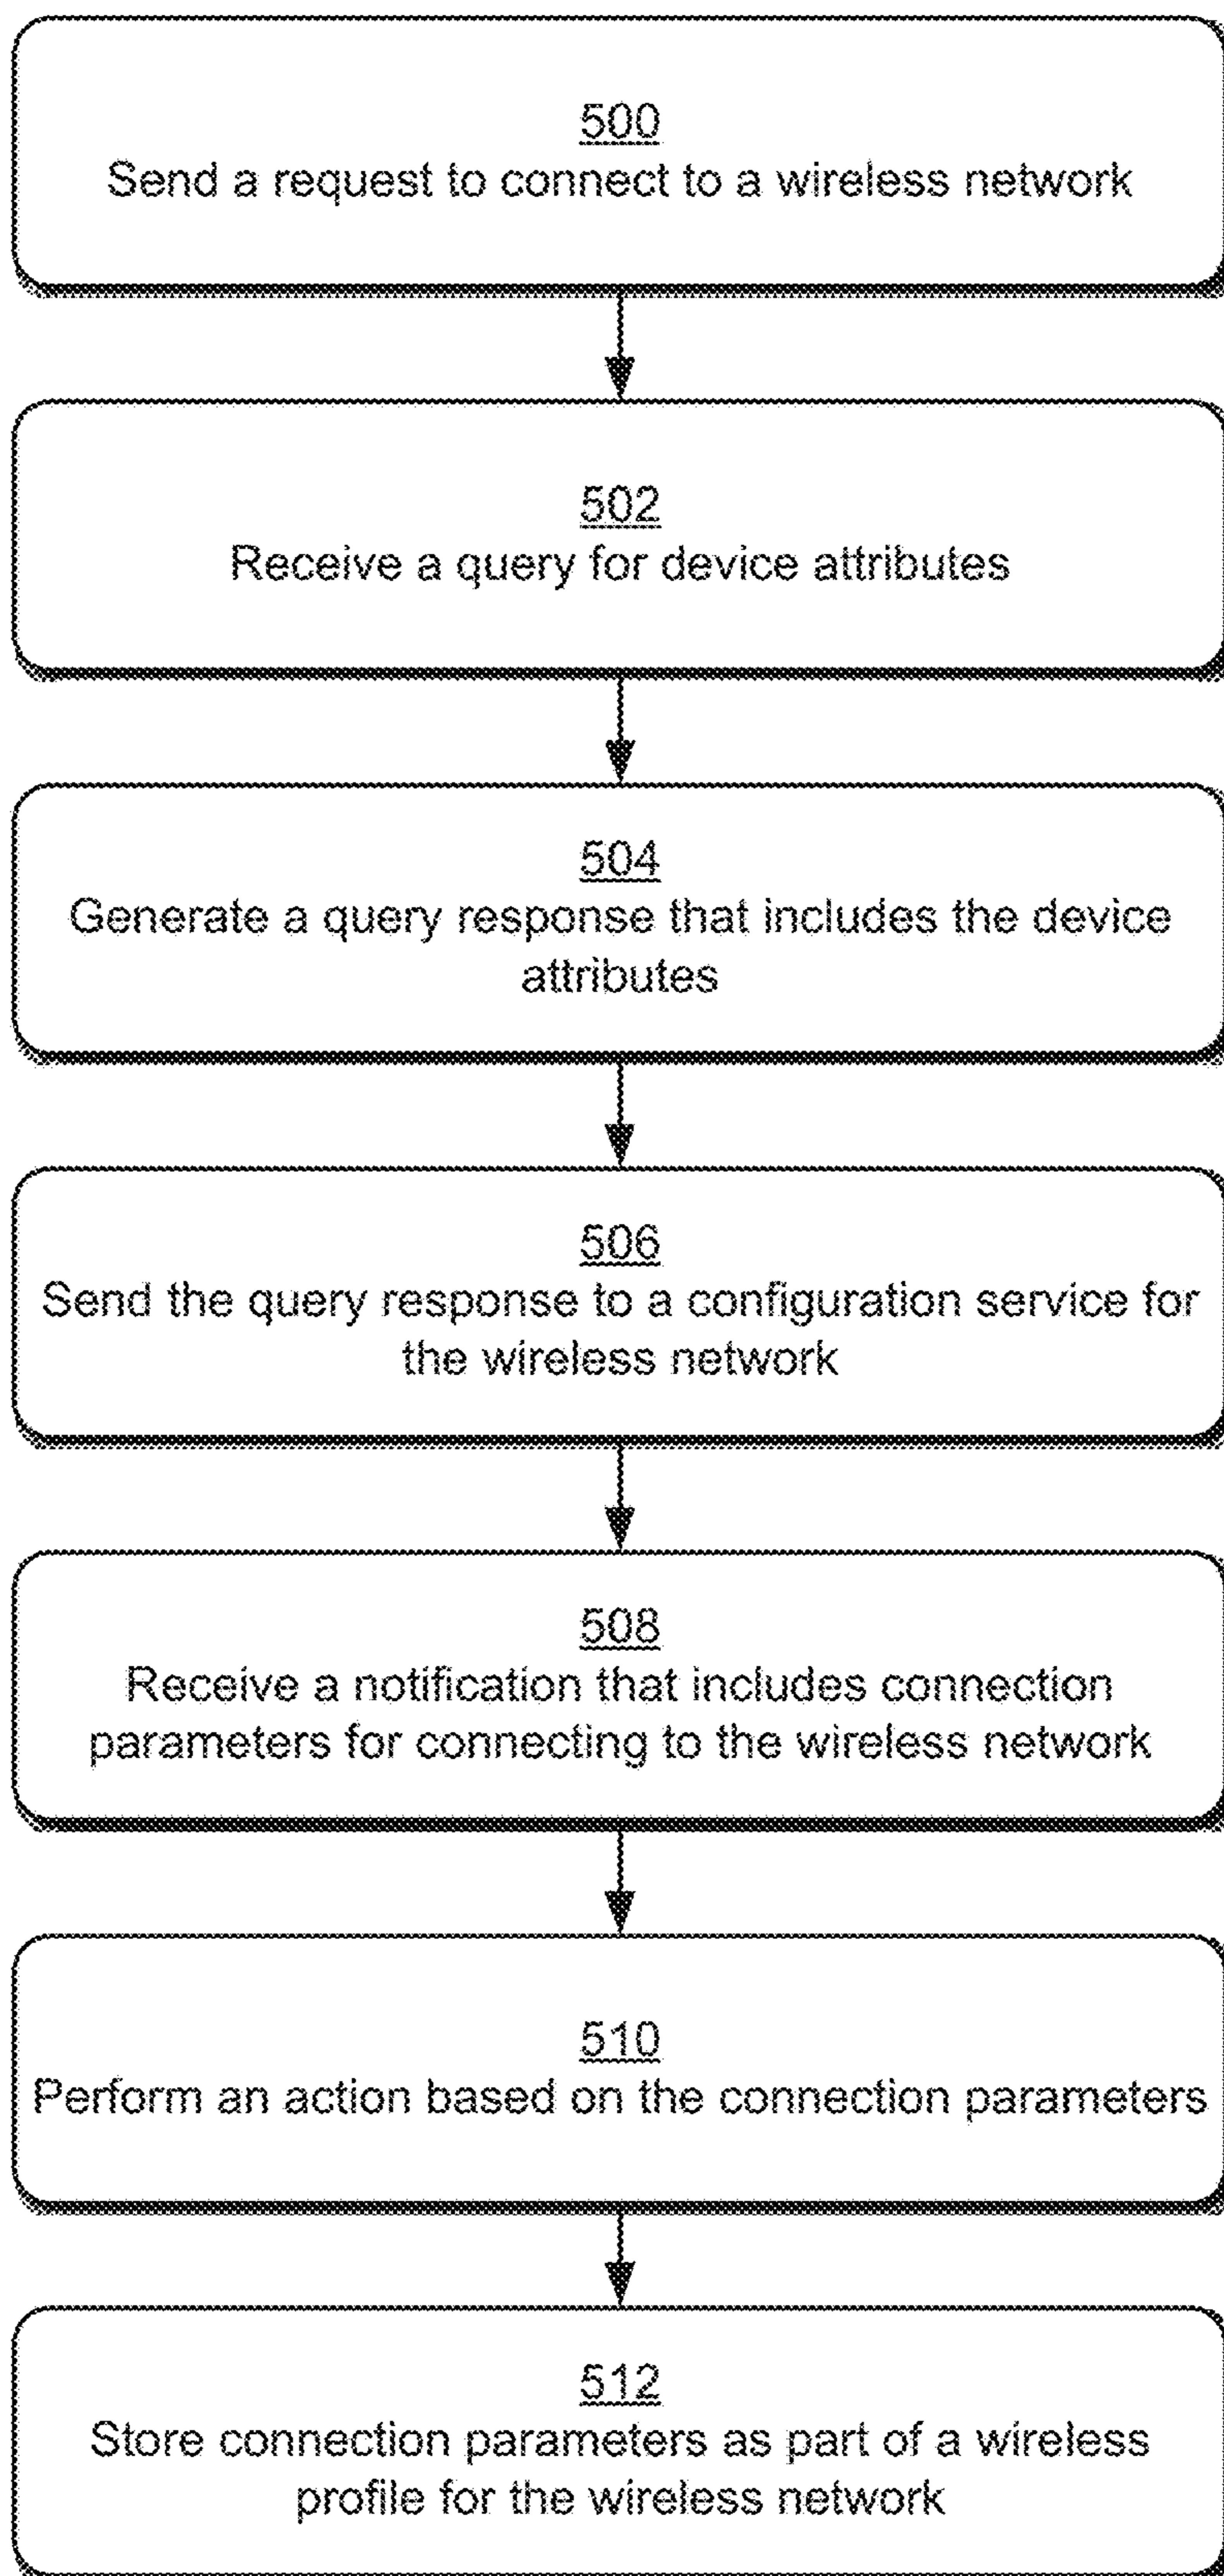 500
Send a request to connect to a wireless network
502
Receive a query for device attributes
504
Generate a query response that includes the device
attributes
506
Send the query response to a configuration service for
the wireless network
508
Receive a notification that includes connection
parameters for connecting to the wireless network
510
Perform an action based on the connection parameters
512
Store connection parameters as part of a wireless
profile for the wireless network